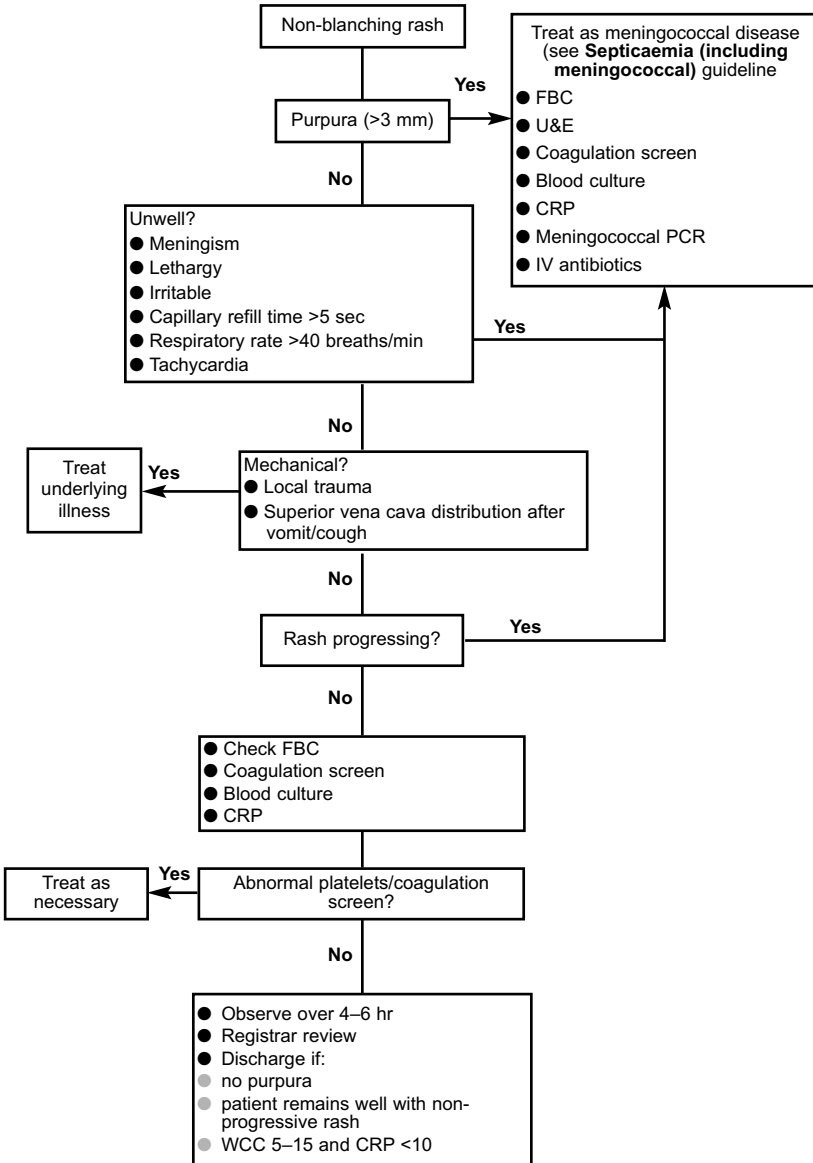 Non-blanching rash
Yes
Purpura (>3 mm)
Treat as meningococcal disease
(see Septicaemia (including
meningococcal) guideline
● FBC
● U&E
● Coagulation screen
● Blood culture
● CRP
● Meningococcal PCR
● IV antibiotics
No
Unwell?
● Meningism
● Lethargy
● Irritable
● Capillary refill time >5 sec
● Respiratory rate >40 breaths/min
● Tachycardia
Yes
No
Mechanical?
● Local trauma
● Superior vena cava distribution after
vomit/cough
Yes
Treat
underlying
illness
No
Rash progressing?
Yes
No
● Check FBC
● Coagulation screen
● Blood culture
● CRP
Abnormal platelets/coagulation
screen?
Yes
Treat as
necessary
No
● Observe over 4–6 hr
● Registrar review
● Discharge if:
● no purpura
● patient remains well with non-
progressive rash
● WCC 5–15 and CRP <10